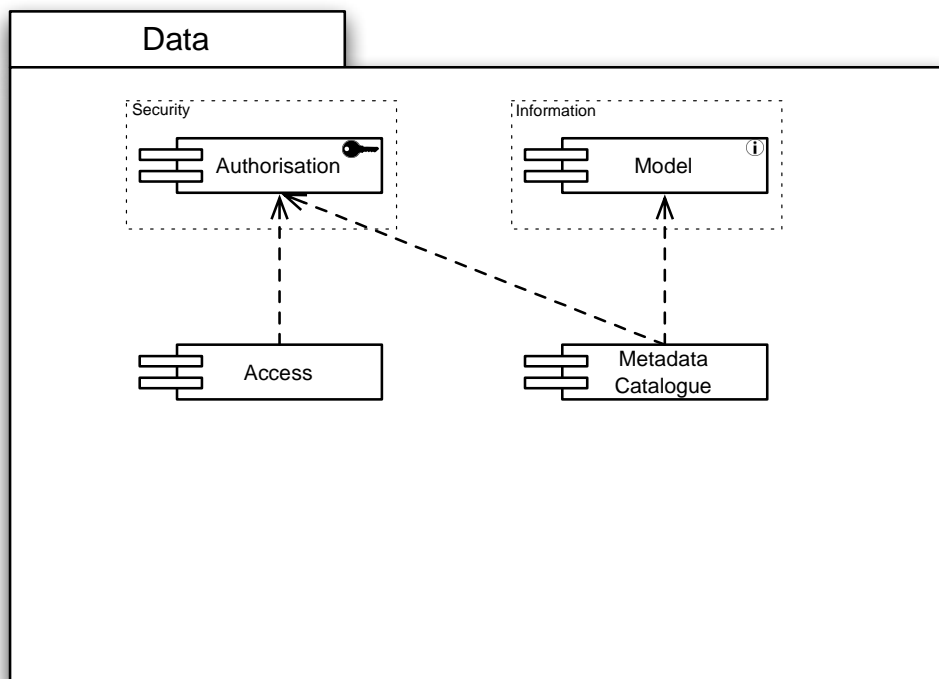 Data
Security
Information
Authorisation
Model
Access
Metadata
Catalogue